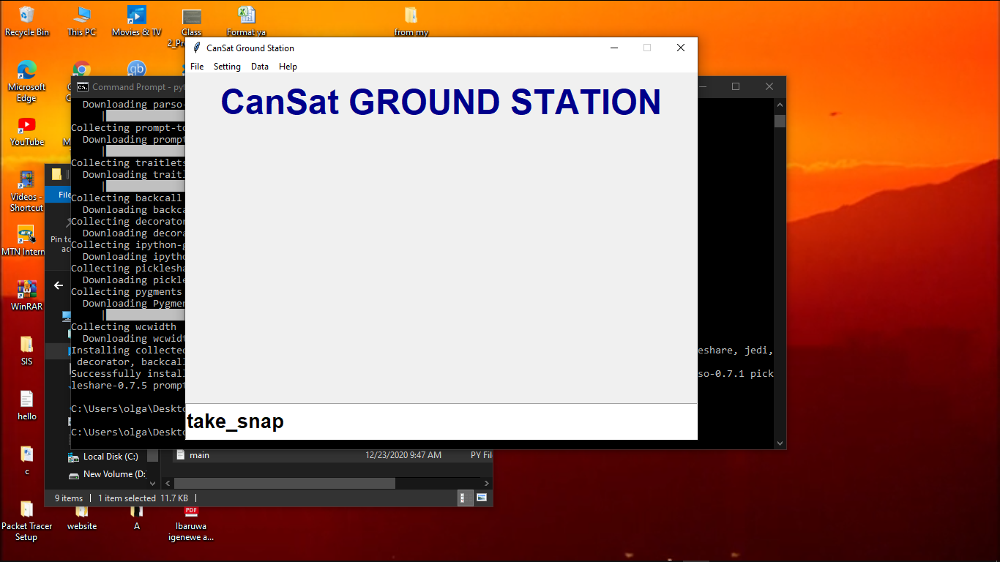 Recycle Bin
This PC
Movies & TV
Class
Format ya
from my
CanSat Ground Station
File Setting Data Help
CanSat GROUND STATION
take_snap
Microsoft
Edge
gb
YouTube
Videos -
Shortcut
MTN Intern
WinRAR
SIS
hello
c
Packet Tracer
Setup
website
A
PDF
Ibaruwa
igenewe a...
Command Prompt - py
Downloading parso-
Collecting prompt-to
Downloading prompt
Collecting traitlets
Downloading traitl
Collecting backcall
Downloading backca
Collecting decorator
Downloading decora
Collecting ipython-g
Downloading ipytho
Collecting picklesha
Downloading pickle
Collecting pygments
Downloading Pygmen
Collecting wcwidth
Downloading wcwidt
Installing collected eshare, jedi,
decorator, backcall
Successfully install so-0.7.1 pick
leshare-0.7.5 prompt
C:\Users\olga\Deskto
C:\Users\olga\Deskto
File
Pin to
Local Disk (C:)
New Volume (D:
main 12/23/2020 9:47 AM PY Fil
9 items 1 item selected 11.7 KB